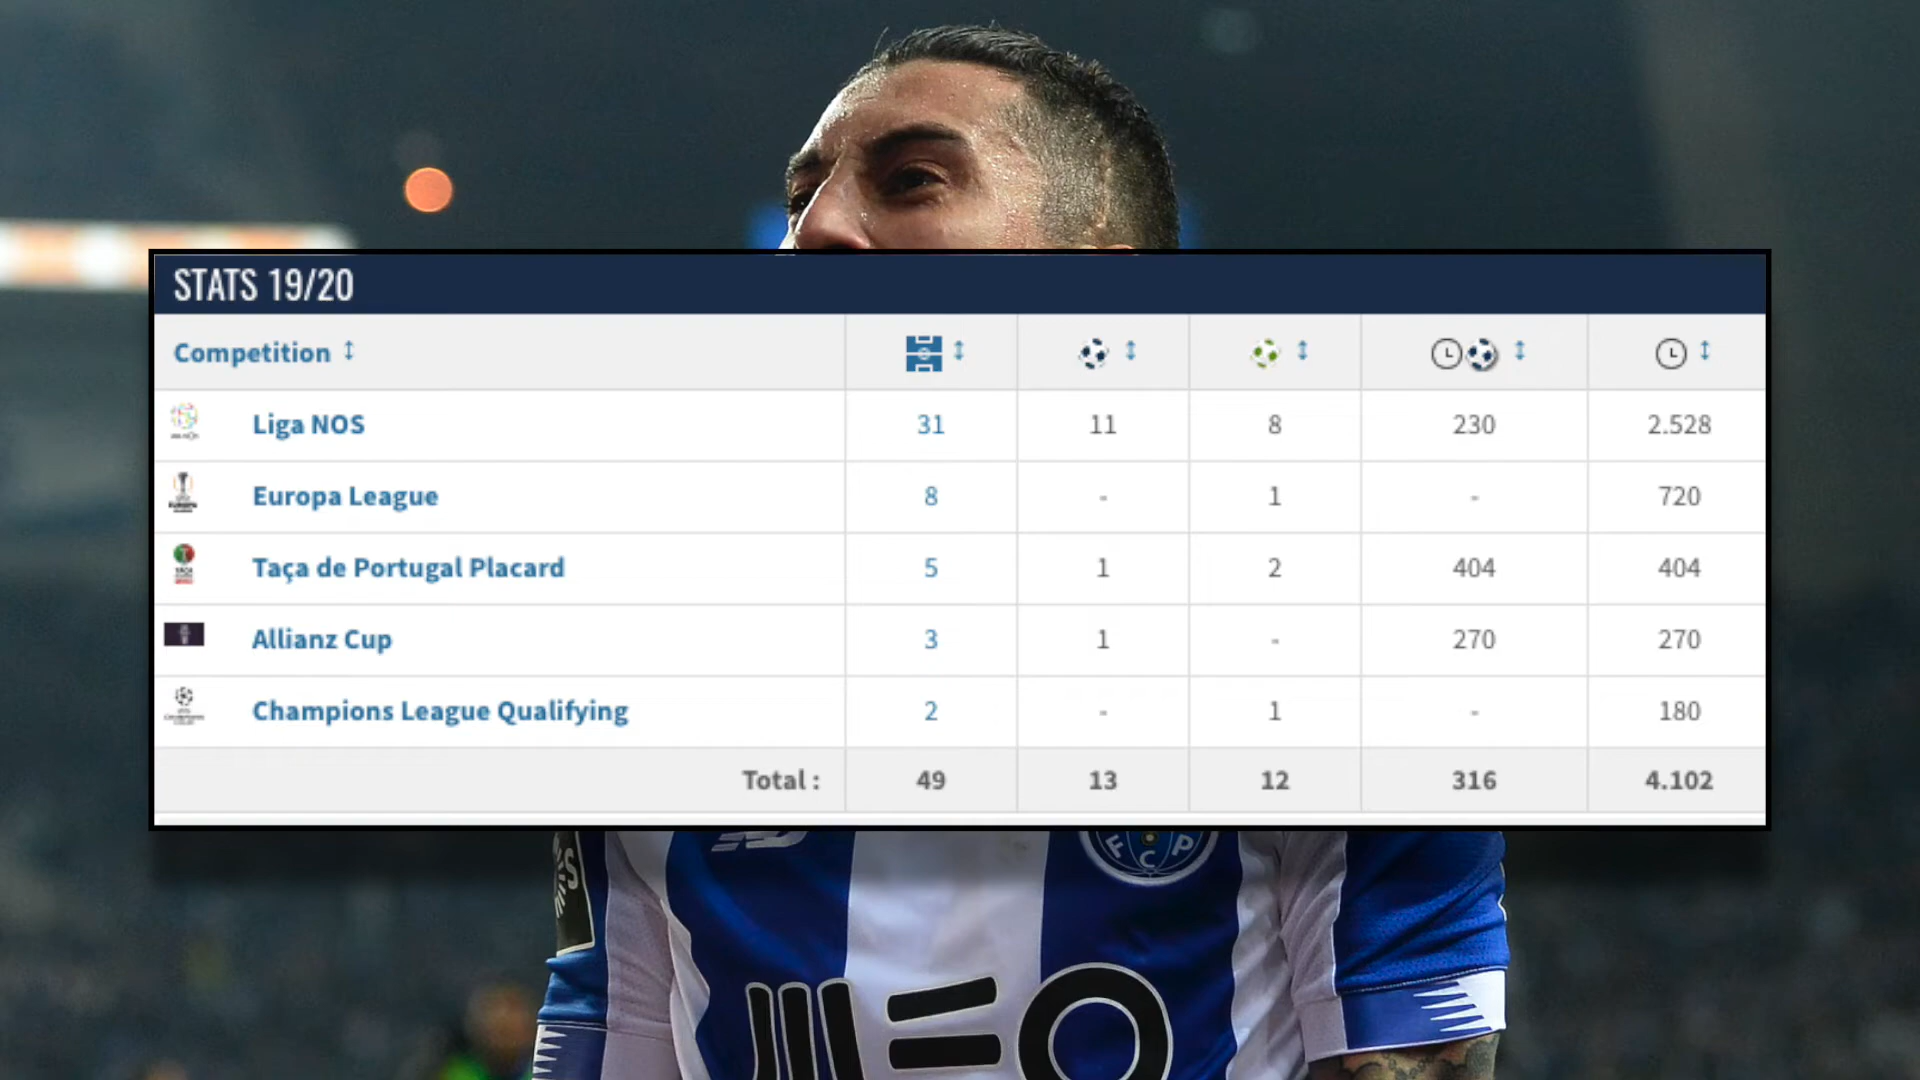 STATS 19/20
Competition
Liga NOS 31 11 8 230 2.528
Europa League 8 - 1 - 720
Taça de Portugal Placard 5 1 2 404 404
Allianz Cup 3 1 - 270 270
Champions League Qualifying 2 - 1 - 180
Total : 49 13 12 316 4.102
FCP
MEO